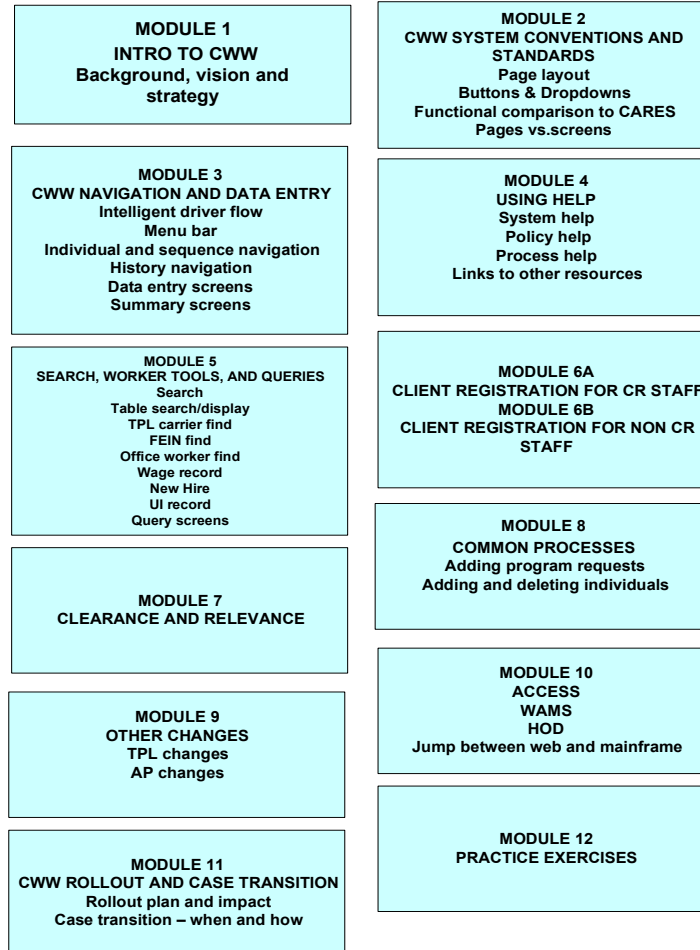 MODULE 1
INTRO TO CWW
Background, vision and
strategy
MODULE 2
CWW SYSTEM CONVENTIONS AND
STANDARDS
Page layout
Buttons & Dropdowns
Functional comparison to CARES
Pages vs.screens
MODULE 3
CWW NAVIGATION AND DATA ENTRY
Intelligent driver flow
Menu bar
Individual and sequence navigation
History navigation
Data entry screens
Summary screens
MODULE 4
USING HELP
System help
Policy help
Process help
Links to other resources
MODULE 5
SEARCH, WORKER TOOLS, AND QUERIES
Search
Table search/display
TPL carrier find
FEIN find
Office worker find
Wage record
New Hire
UI record
Query screens
MODULE 6A
CLIENT REGISTRATION FOR CR STAFF
MODULE 6B
CLIENT REGISTRATION FOR NON CR
STAFF
MODULE 7
CLEARANCE AND RELEVANCE
MODULE 8
COMMON PROCESSES
Adding program requests
Adding and deleting individuals
MODULE 9
OTHER CHANGES
TPL changes
AP changes
MODULE 10
ACCESS
WAMS
HOD
Jump between web and mainframe
MODULE 11
CWW ROLLOUT AND CASE TRANSITION
Rollout plan and impact
Case transition – when and how
MODULE 12
PRACTICE EXERCISES